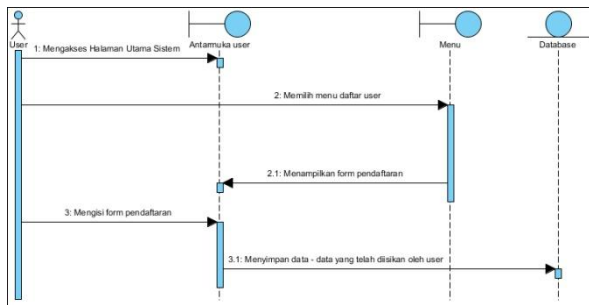 User
Antarmuka user
Menu
Database
1: Mengakses Halaman Utama Sistem
2: Memilih menu daftar user
2.1: Menampilkan form pendaftaran
3: Mengisi form pendaftaran
3.1: Menyimpan data - data yang telah diisikan oleh user